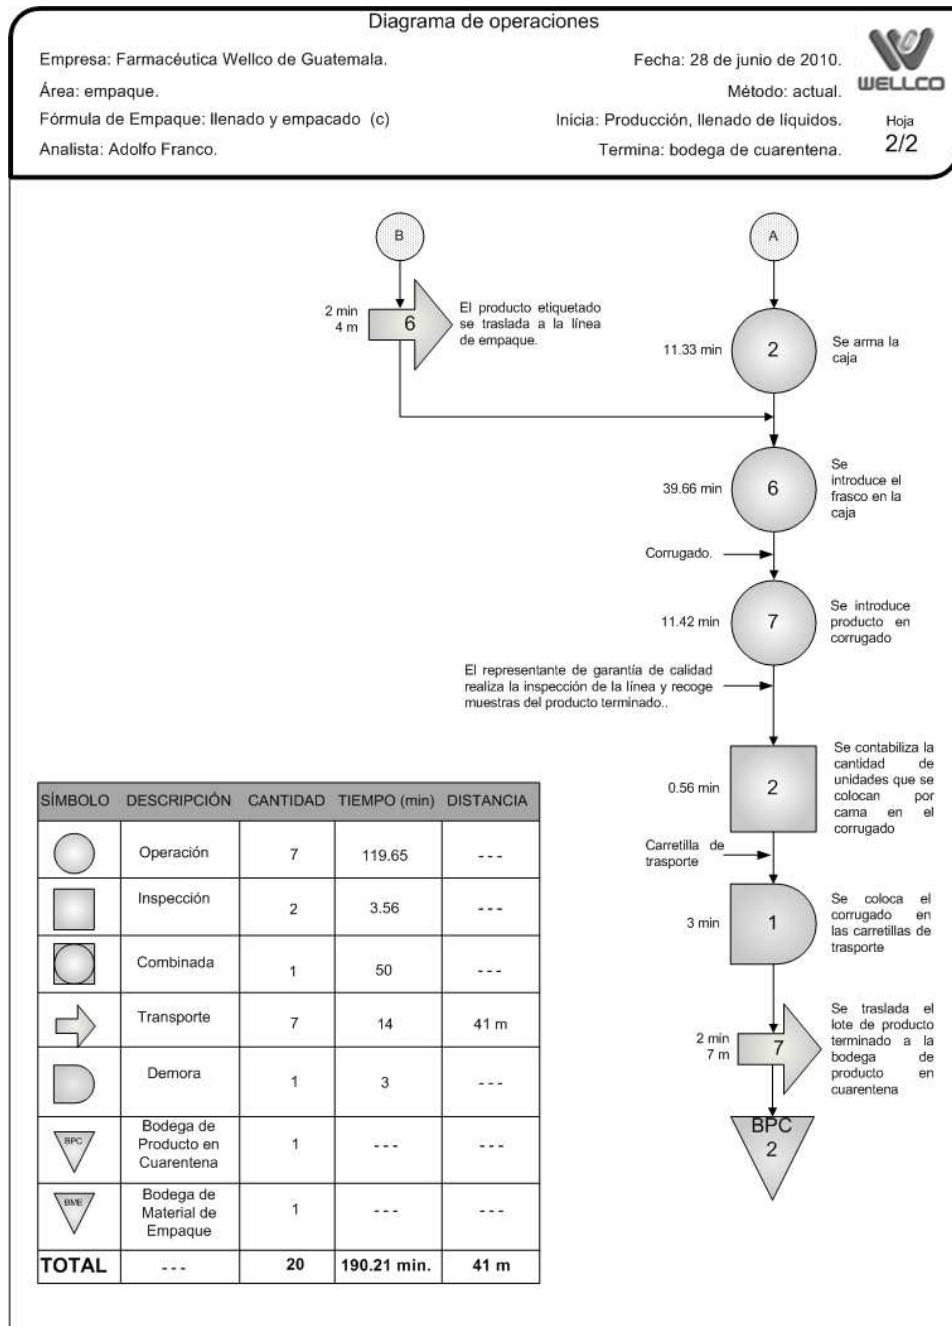 Diagrama de operaciones
Empresa: Farmacéutica Wellco de Guatemala.
Fecha: 28 de junio de 2010.
WELLCO
Área: empaque.
Método: actual.
Fórmula de Empaque: llenado y empacado (c)
Inicia: Producción, llenado de líquidos.
Hoja
2/2
Analista: Adolfo Franco.
Termina: bodega de cuarentena.
B
A
2 min
4 m
6
El producto etiquetado
se traslada a la línea
de empaque.
11.33 min
2
Se arma la
caja
39.66 min
6
Se
introduce el
frasco en la
caja
Corrugado.
11.42 min
7
Se introduce
producto en
corrugado
El representante de garantía de calidad
realiza la inspección de la línea y recoge
muestras del producto terminado..
0.56 min
2
Se contabiliza la
cantidad de
unidades que se
colocan por
cama en el
corrugado
Carretilla de
trasporte
3 min
1
Se coloca el
corrugado en
las carretillas de
trasporte
2 min
7 m
7
Se traslada el
lote de producto
terminado a la
bodega de
producto en
cuarentena
BPC
2
SÍMBOLO DESCRIPCIÓN CANTIDAD TIEMPO (min) DISTANCIA
Operación 7 119.65 - - -
Inspección 2 3.56 - - -
Combinada 1 50 - - -
Transporte 7 14 41 m
Demora 1 3 - - -
BPC
Bodega de
Producto en
Cuarentena
1 - - - - - -
BME
Bodega de
Material de
Empaque
1 - - - - - -
TOTAL - - - 20 190.21 min. 41 m